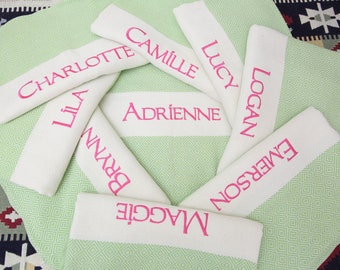 Charlotte
Camille
Lucy
Logan
Lila
Adrienne
Brynn
Emerson
Maggie